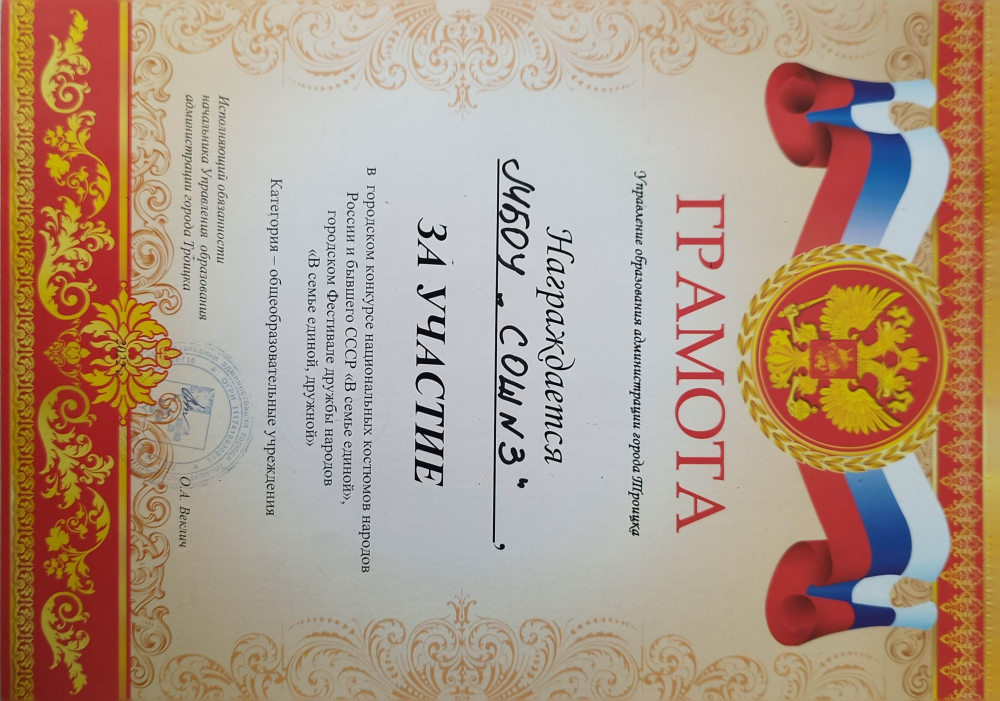 ГРАМОТА
Управление образования администрации города Троицка
Награждается
МБОУ „СОШ №3“,
ЗА УЧАСТИЕ
в городском конкурсе национальных костюмов народов
России и бывшего СССР «В семье единой»,
городском Фестивале дружбы народов
«В семье единой, дружной»
Категория – общеобразовательные учреждения
Исполняющий обязанности
начальника Управления образования
администрации города Троицка
О.А. Веклич